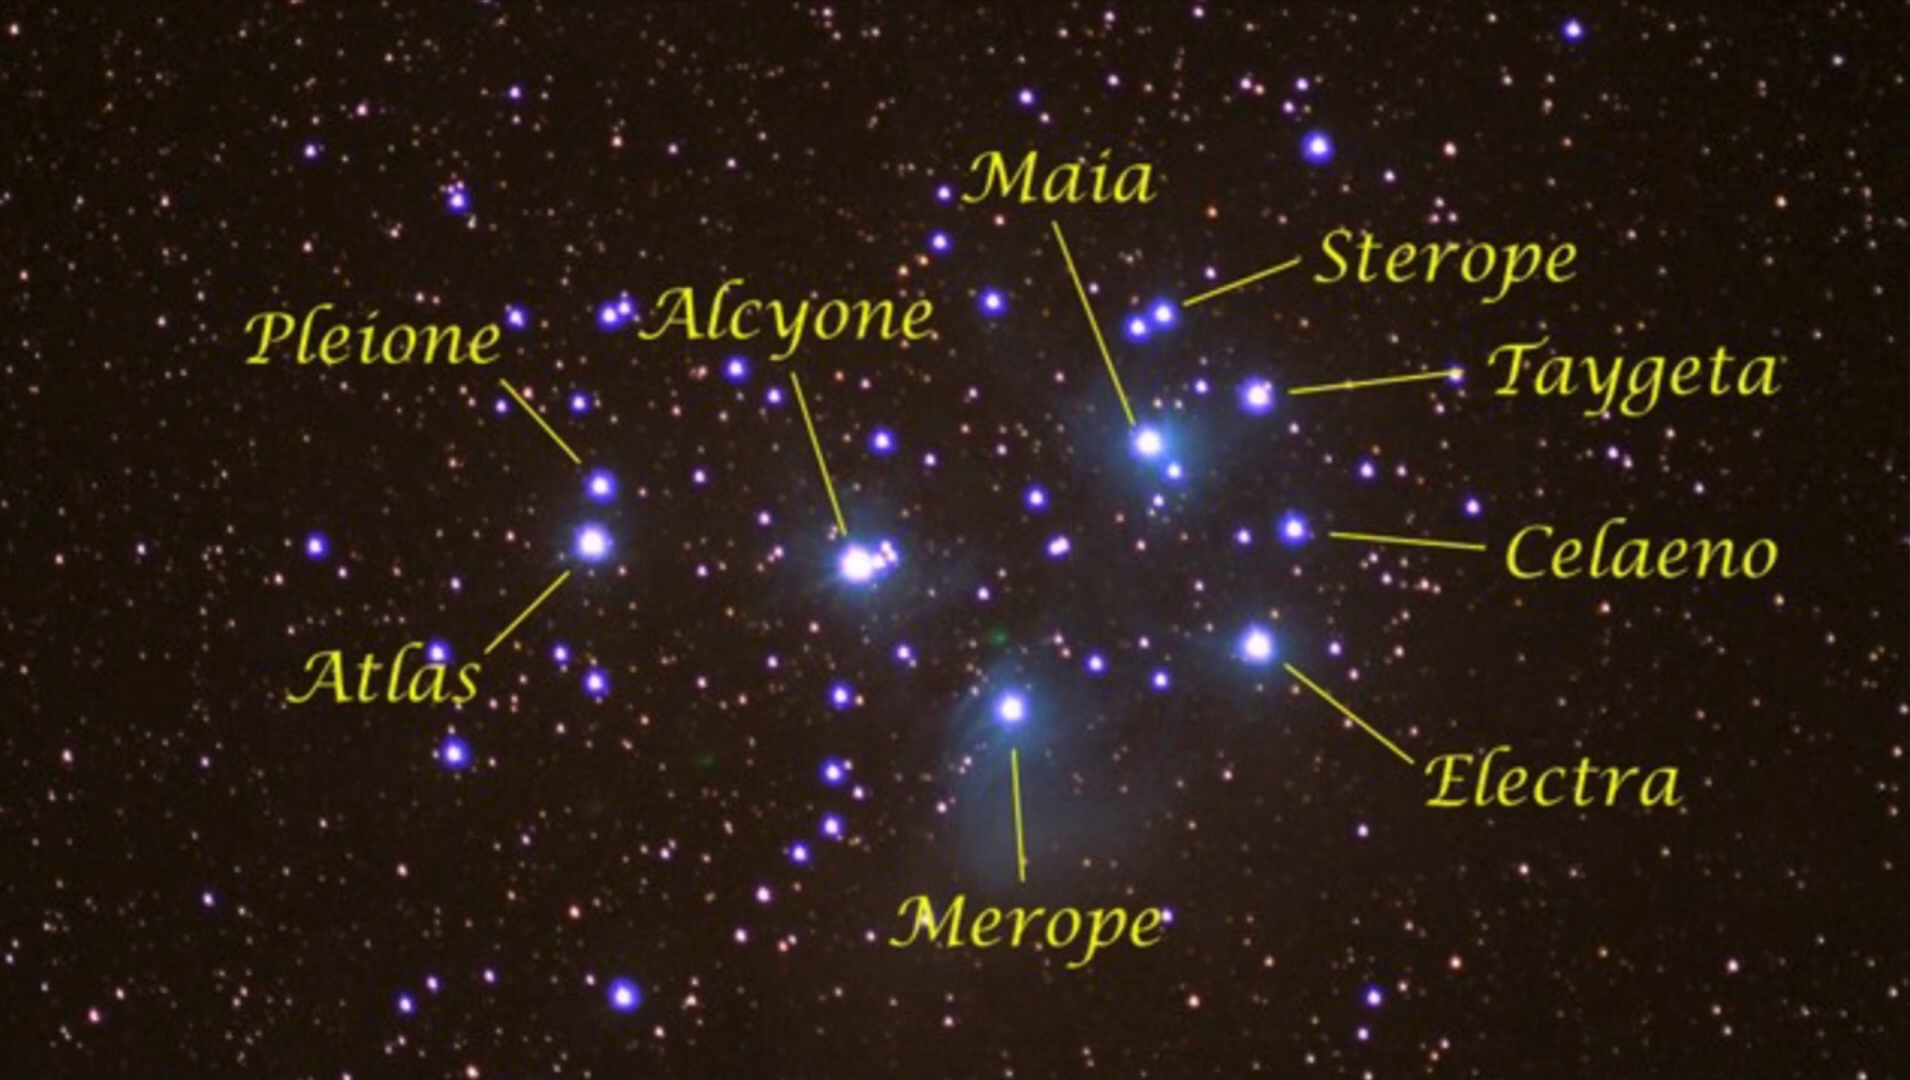 Maia
Sterope
Alcyone
Pleione
Taygeta
Celaeno
Atlas
Electra
Merope